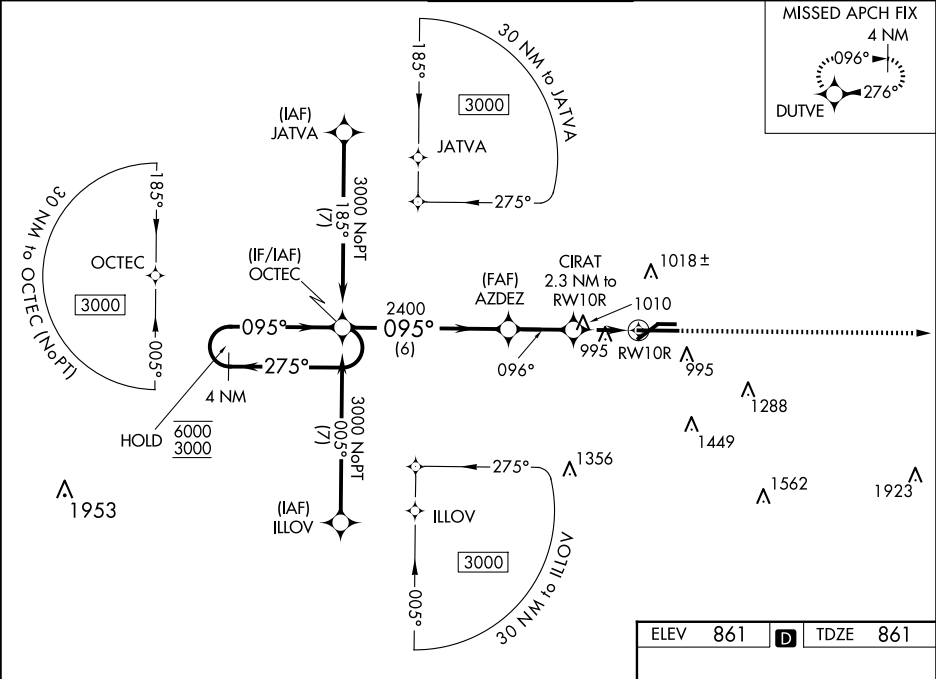 MISSED APCH FIX
4 NM
096°
276°
DUTVE
30 NM to JATVA
185°
3000
JATVA
275°
(IAF)
JATVA
3000 NoPT
185°
(7)
30 NM to OCTEC (NoPT)
185°
OCTEC
3000
005°
(IF/IAF)
OCTEC
095°
275°
4 NM
HOLD
6000
3000
2400
095°
(6)
(FAF)
AZDEZ
096°
CIRAT
2.3 NM to
RW10R
1010
1018±
995
RW10R
995
1288
1449
1356
1562
1923
1953
3000 NoPT
005°
(7)
(IAF)
ILLOV
275°
ILLOV
3000
005°
30 NM to ILLOV
ELEV 861 D TDZE 861